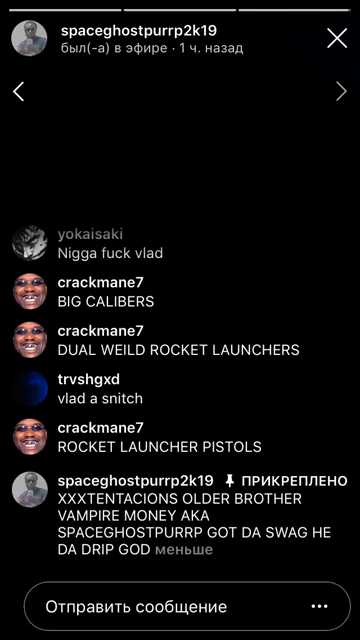 spaceghostpurrp2k19
был(-а) в эфире · 1 ч. назад
yokaisaki
Nigga fuck vlad
crackmane7
BIG CALIBERS
crackmane7
DUAL WEILD ROCKET LAUNCHERS
trvshgxd
vlad a snitch
crackmane7
ROCKET LAUNCHER PISTOLS
spaceghostpurrp2k19 ПРИКРЕПЛЕНО
XXXTENTACIONS OLDER BROTHER
VAMPIRE MONEY AKA
SPACEGHOSTPURRP GOT DA SWAG HE
DA DRIP GOD меньше
Отправить сообщение